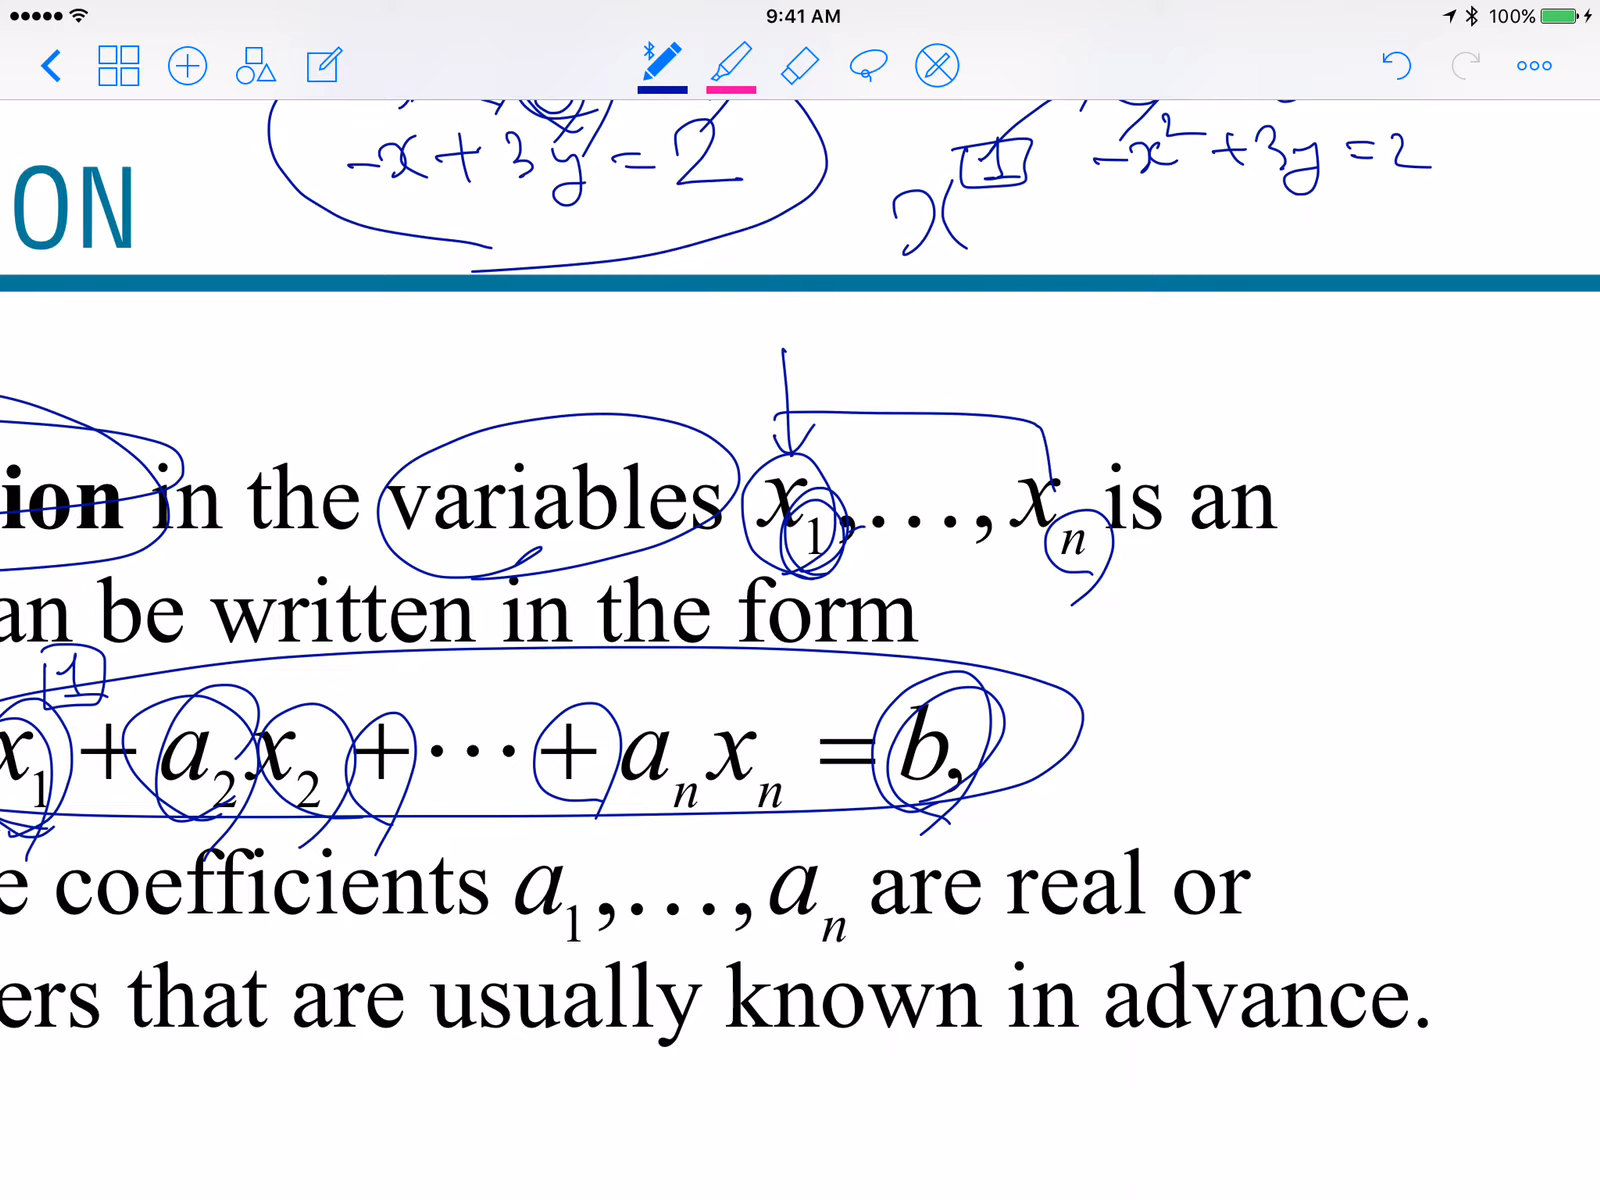 9:41 AM
100%
-x + 3y = 2
-x² + 3y = 2
x¹
ON
ion in the variables x₁,…,xₙ is an
an be written in the form
1
x₁ + a₂x₂ + ⋯ + aₙxₙ = b,
e coefficients a₁,…,aₙ are real or
ers that are usually known in advance.